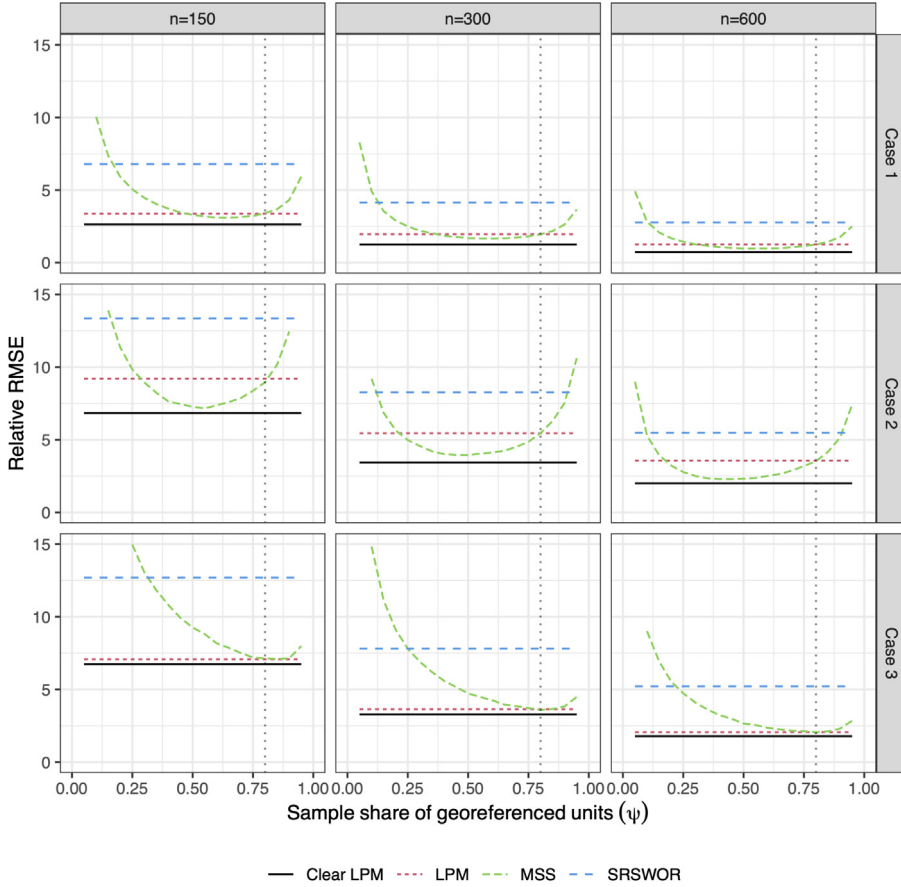 n=150 n=300 n=600
15
10
5
0
Case 1
15
10
5
0
Case 2
15
10
5
0
Case 3
Relative RMSE
0.00 0.25 0.50 0.75 1.00 0.00 0.25 0.50 0.75 1.00 0.00 0.25 0.50 0.75 1.00
Sample share of georeferenced units (ψ)
Clear LPM LPM MSS SRSWOR